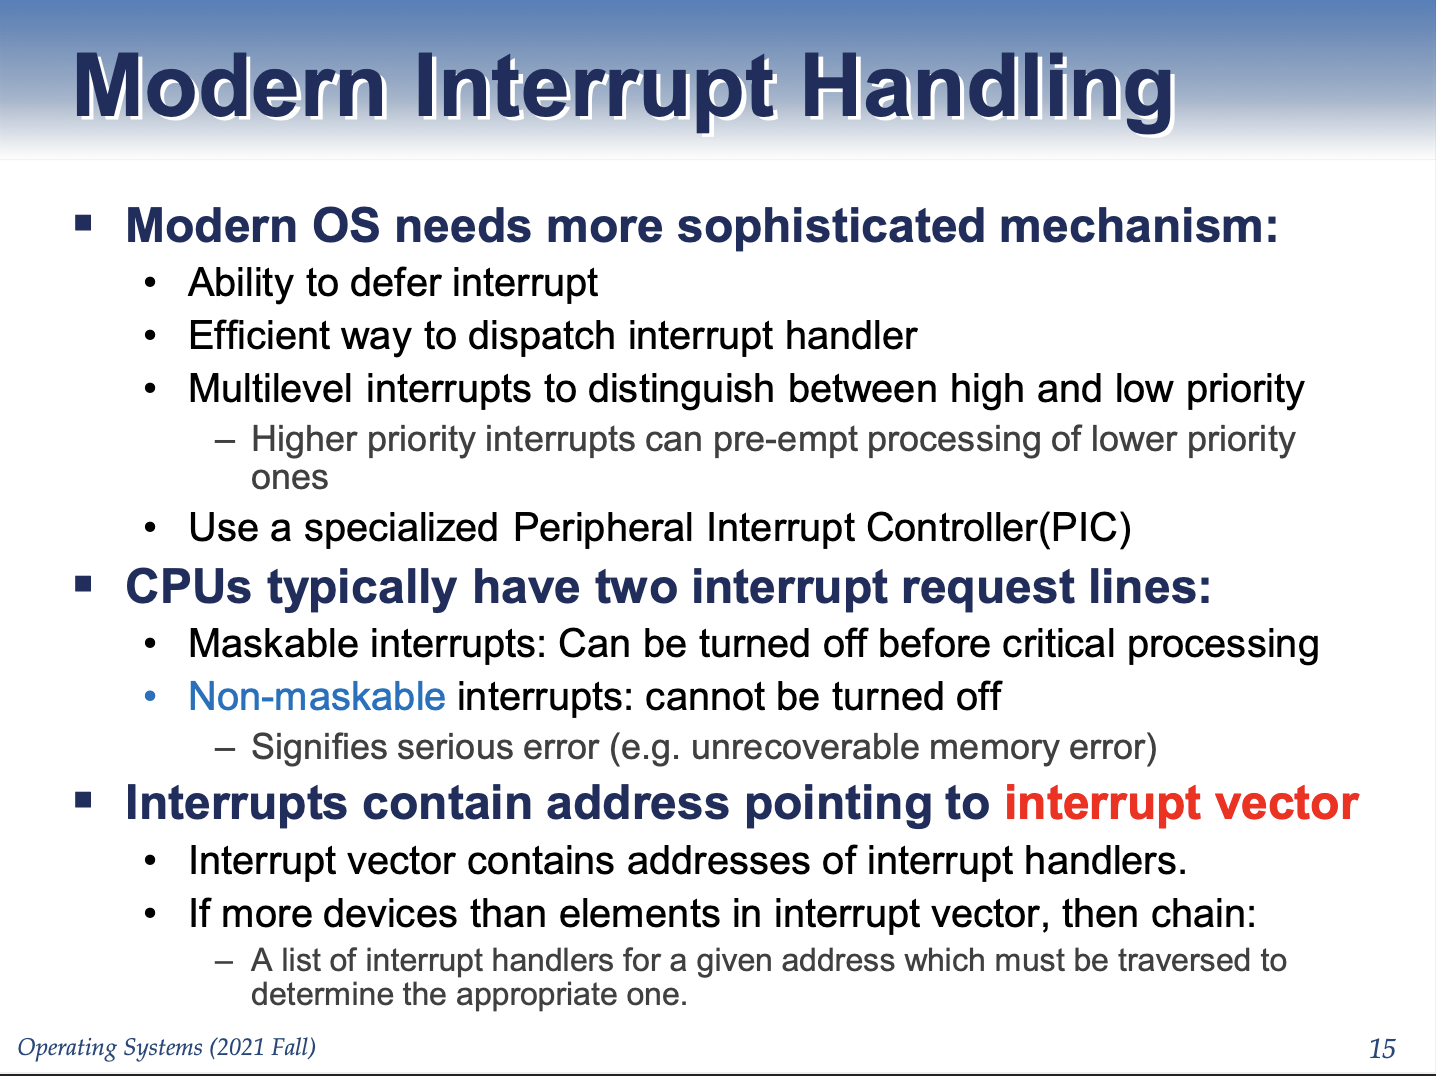 Modern Interrupt Handling
▪ Modern OS needs more sophisticated mechanism:
• Ability to defer interrupt
• Efficient way to dispatch interrupt handler
• Multilevel interrupts to distinguish between high and low priority
– Higher priority interrupts can pre-empt processing of lower priority
ones
• Use a specialized Peripheral Interrupt Controller(PIC)
▪ CPUs typically have two interrupt request lines:
• Maskable interrupts: Can be turned off before critical processing
• Non-maskable interrupts: cannot be turned off
– Signifies serious error (e.g. unrecoverable memory error)
▪ Interrupts contain address pointing to interrupt vector
• Interrupt vector contains addresses of interrupt handlers.
• If more devices than elements in interrupt vector, then chain:
– A list of interrupt handlers for a given address which must be traversed to
determine the appropriate one.
Operating Systems (2021 Fall)
15